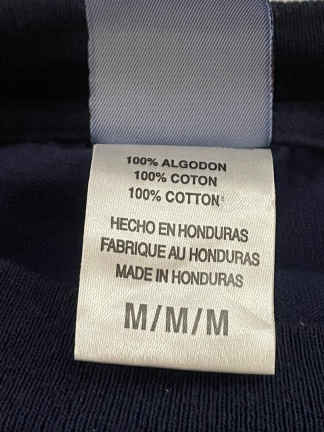 100% ALGODON
100% COTON
100% COTTON
HECHO EN HONDURAS
FABRIQUE AU HONDURAS
MADE IN HONDURAS
M/M/M